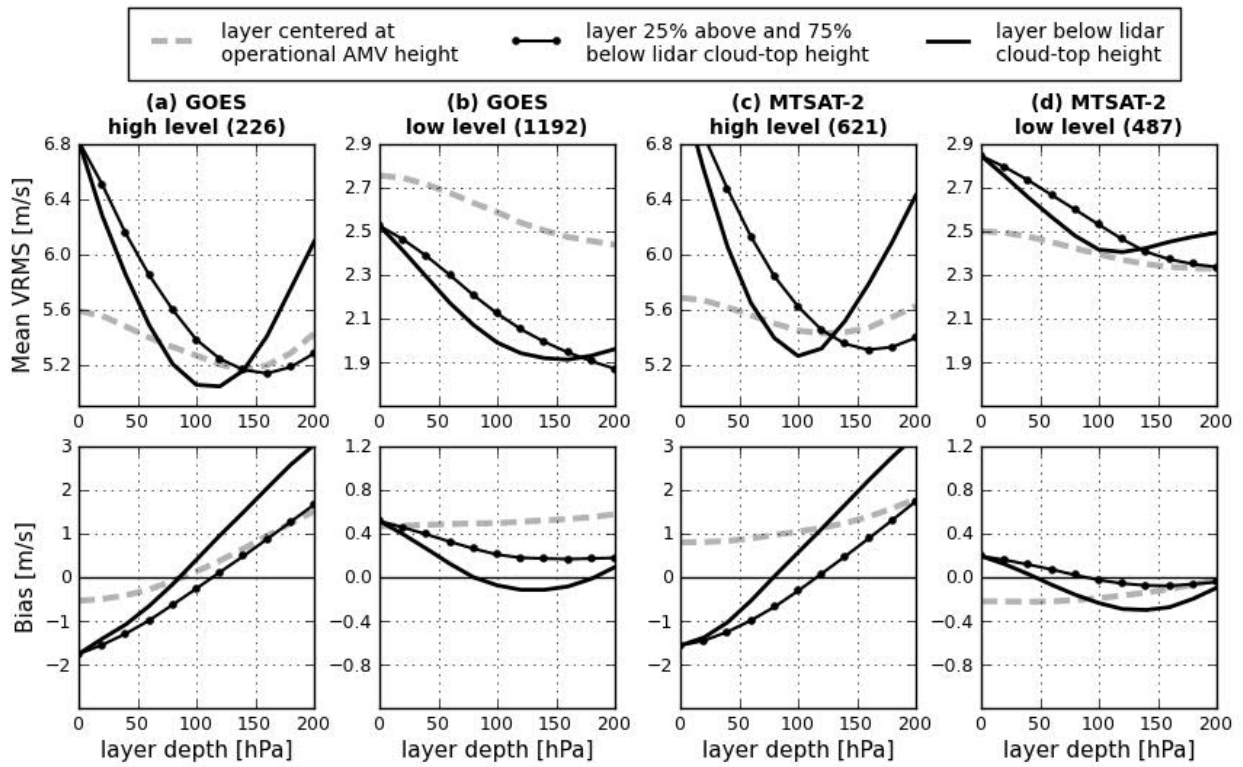 layer centered at
operational AMV height
layer 25% above and 75%
below lidar cloud-top height
layer below lidar
cloud-top height
(a) GOES
high level (226)
(b) GOES
low level (1192)
(c) MTSAT-2
high level (621)
(d) MTSAT-2
low level (487)
Mean VRMS [m/s]
6.8
6.4
6.0
5.6
5.2
0 50 100 150 200
2.9
2.7
2.5
2.3
2.1
1.9
0 50 100 150 200
6.8
6.4
6.0
5.6
5.2
0 50 100 150 200
2.9
2.7
2.5
2.3
2.1
1.9
0 50 100 150 200
Bias [m/s]
3
2
1
0
−1
−2
0 50 100 150 200
layer depth [hPa]
1.2
0.8
0.4
0.0
−0.4
−0.8
0 50 100 150 200
layer depth [hPa]
3
2
1
0
−1
−2
0 50 100 150 200
layer depth [hPa]
1.2
0.8
0.4
0.0
−0.4
−0.8
0 50 100 150 200
layer depth [hPa]